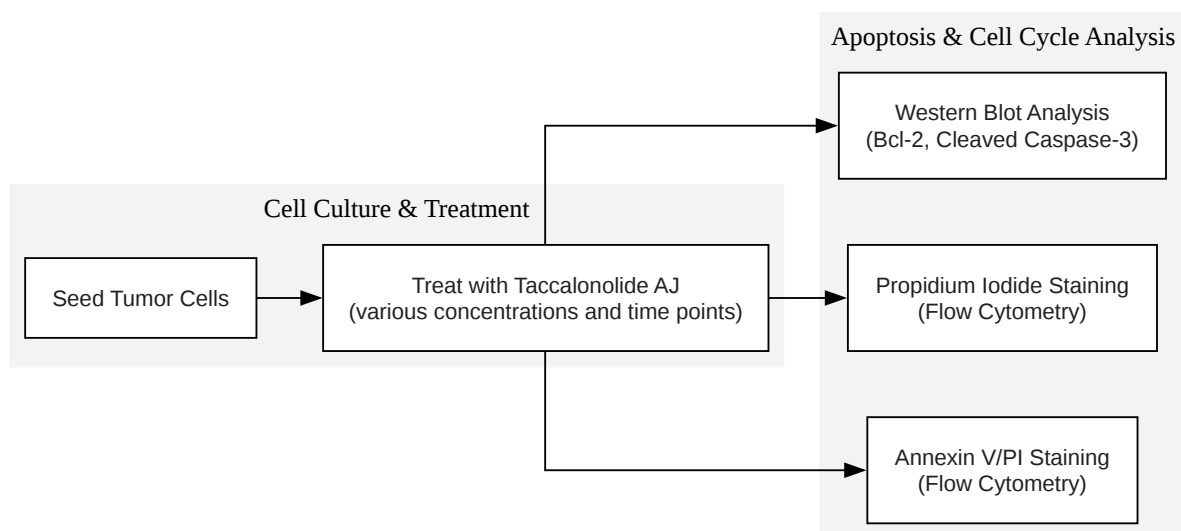 Apoptosis & Cell Cycle Analysis
Western Blot Analysis
(Bcl-2, Cleaved Caspase-3)
Cell Culture & Treatment
Seed Tumor Cells
Treat with Taccalonolide AJ
(various concentrations and time points)
Propidium Iodide Staining
(Flow Cytometry)
Annexin V/PI Staining
(Flow Cytometry)